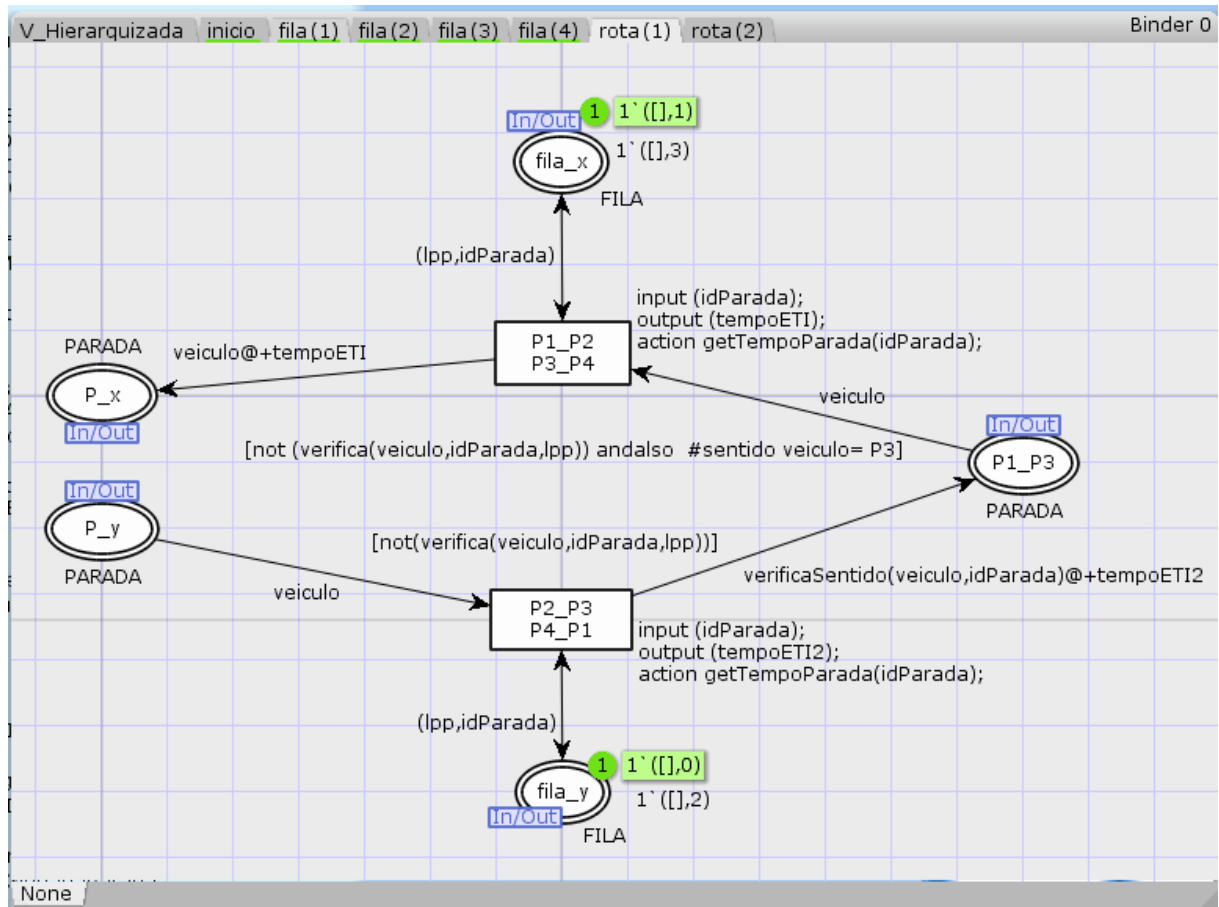 V_Hierarquizada inicio fila(1) fila(2) fila(3) fila(4) rota(1) rota(2) Binder 0
In/Out 1 1`([],1)
fila_x 1`([],3)
FILA
(lpp,idParada)
input (idParada);
output (tempoETI);
action getTempoParada(idParada);
P1_P2
P3_P4
PARADA
veiculo@+tempoETI
P_x
In/Out
veiculo
[not (verifica(veiculo,idParada,lpp)) andalso #sentido veiculo= P3]
In/Out
P1_P3
PARADA
In/Out
P_y
PARADA
[not(verifica(veiculo,idParada,lpp))]
veiculo
verificaSentido(veiculo,idParada)@+tempoETI2
P2_P3
P4_P1
input (idParada);
output (tempoETI2);
action getTempoParada(idParada);
(lpp,idParada)
1 1`([],0)
fila_y 1`([],2)
In/Out
FILA
None